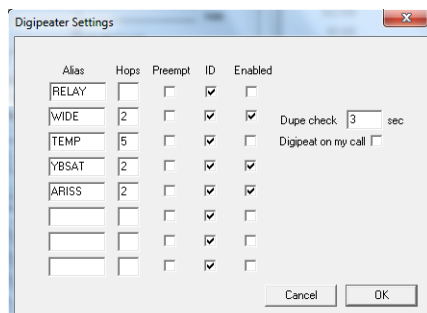 Digipeater Settings
Alias Hops Preempt ID Enabled
RELAY
WIDE 2
Dupe check 3 sec
TEMP 5
Digipeat on my call
YBSAT 2
ARISS 2
Cancel OK